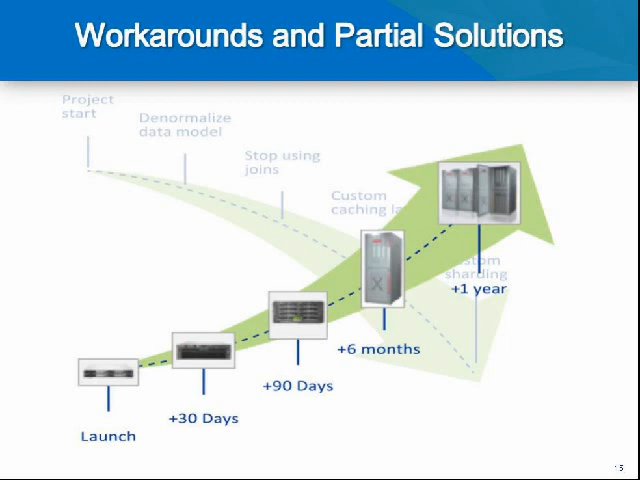 Workarounds and Partial Solutions
Project
start
Denormalize
data model
Stop using
joins
Custom
caching
sharding
+1 year
+6 months
+90 Days
+30 Days
Launch